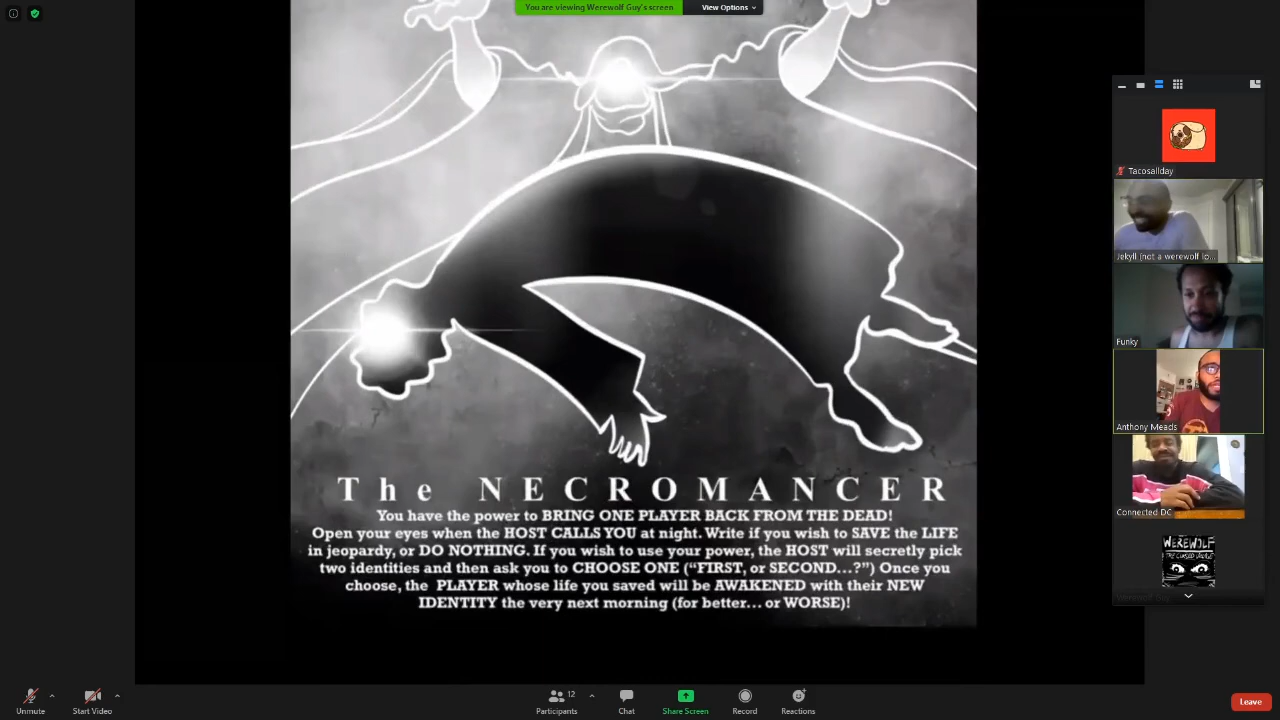 You are viewing Werewolf Guy's screen
View Options
Tacosallday
Jekyll (not a werewolf lo...
Funky
Anthony Meads
Connected DC
WEREWOLF
The NECROMANCER
You have the power to BRING ONE PLAYER BACK FROM THE DEAD!
Open your eyes when the HOST CALLS YOU at night. Write if you wish to SAVE the LIFE
in jeopardy, or DO NOTHING. If you wish to use your power, the HOST will secretly pick
two identities and then ask you to CHOOSE ONE ("FIRST, or SECOND...?") Once you
choose, the PLAYER whose life you saved will be AWAKENED with their NEW
IDENTITY the very next morning (for better... or WORSE)!
Unmute
Start Video
Participants
12
Chat
Share Screen
Record
Reactions
Leave